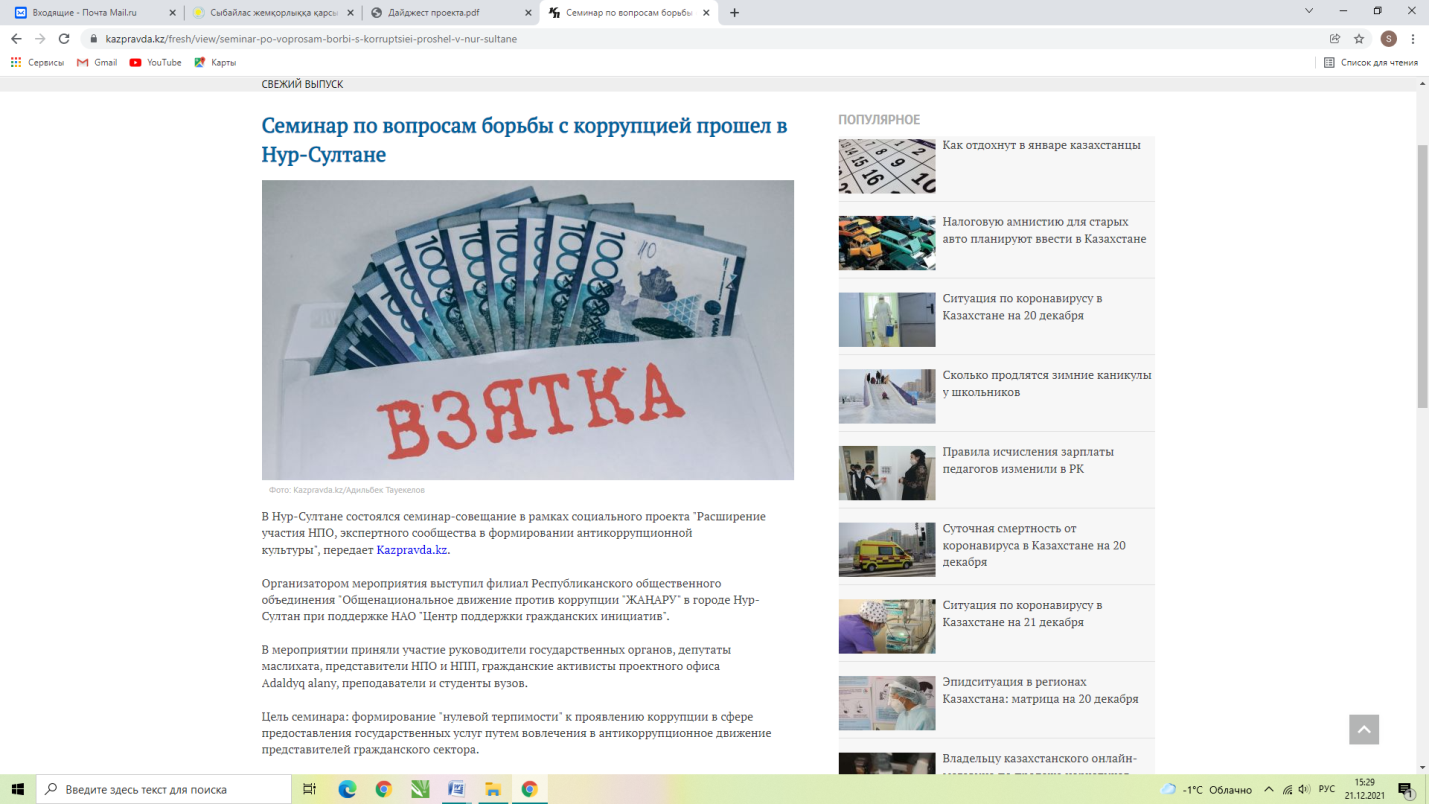 Входящие - Почта Mail.ru
Сыбайлас жемқорлыққа қарсы
Дайджест проекта.pdf
Семинар по вопросам борьбы
kazpravda.kz/fresh/view/seminar-po-voprosam-borbi-s-korruptsiei-proshel-v-nur-sultane
S
Сервисы
Gmail
YouTube
Карты
Список для чтения
СВЕЖИЙ ВЫПУСК
Семинар по вопросам борьбы с коррупцией прошел в
Нур-Султане
ВЗЯТКА
Фото: Kazpravda.kz/Адильбек Тауекелов
В Нур-Султане состоялся семинар-совещание в рамках социального проекта "Расширение
участия НПО, экспертного сообщества в формировании антикоррупционной
культуры", передает Kazpravda.kz.
Организатором мероприятия выступил филиал Республиканского общественного
объединения "Общенациональное движение против коррупции "ЖАҢАРУ" в городе Нур-
Султан при поддержке НАО "Центр поддержки гражданских инициатив".
В мероприятии приняли участие руководители государственных органов, депутаты
маслихата, представители НПО и НПП, гражданские активисты проектного офиса
Adaldyq alany, преподаватели и студенты вузов.
Цель семинара: формирование "нулевой терпимости" к проявлению коррупции в сфере
предоставления государственных услуг путем вовлечения в антикоррупционное движение
представителей гражданского сектора.
ПОПУЛЯРНОЕ
Как отдохнут в январе казахстанцы
Налоговую амнистию для старых
авто планируют ввести в Казахстане
Ситуация по коронавирусу в
Казахстане на 20 декабря
Сколько продлятся зимние каникулы
у школьников
Правила исчисления зарплаты
педагогов изменили в РК
Суточная смертность от
коронавируса в Казахстане на 20
декабря
Ситуация по коронавирусу в
Казахстане на 21 декабря
Эпидситуация в регионах
Казахстана: матрица на 20 декабря
Владельцу казахстанского онлайн-
Введите здесь текст для поиска
-1°C Облачно
РУС
15:29
21.12.2021